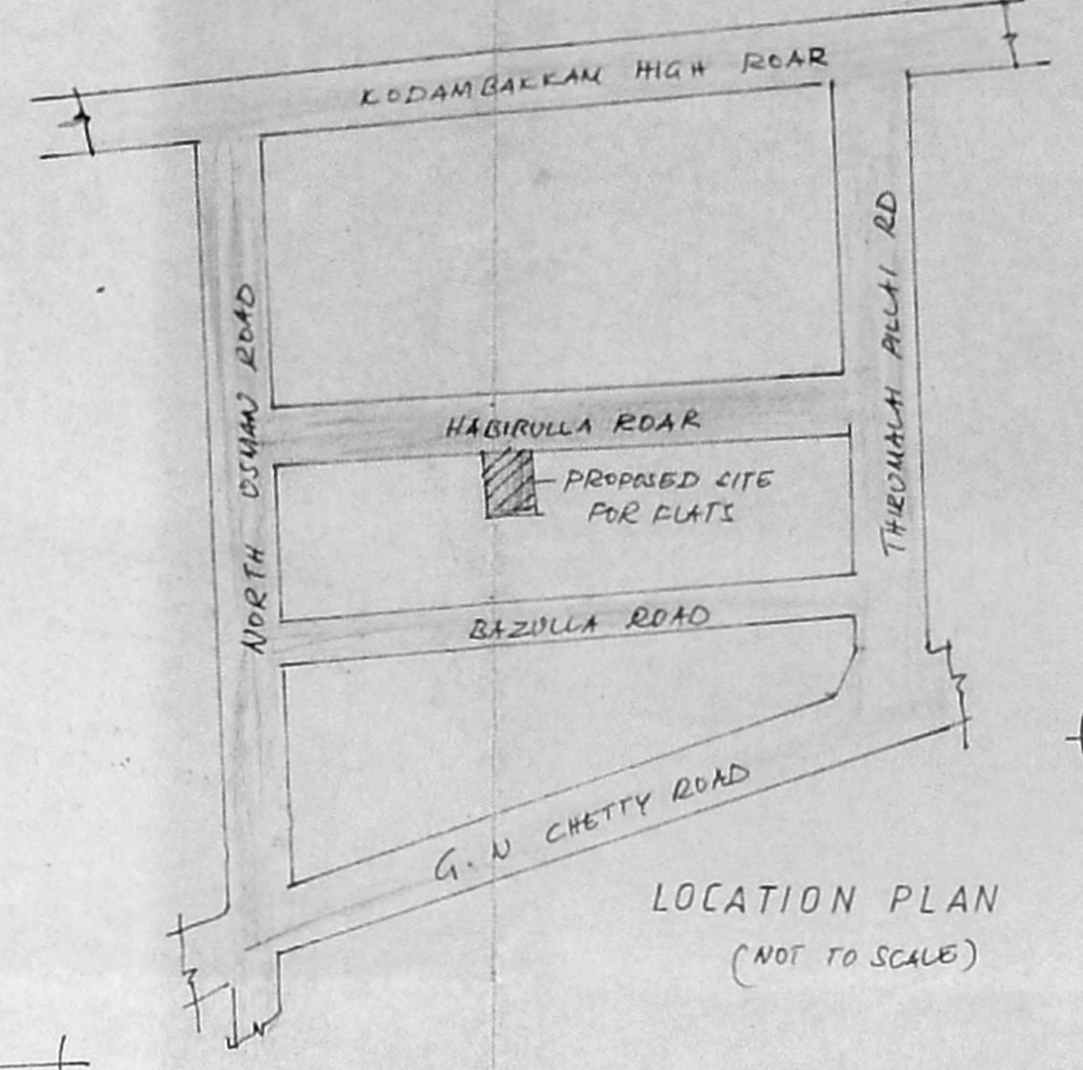 KODAMBAKKAM HIGH ROAR
NORTH OSMAN ROAD
THIRUMALAI PILLAI RD
HABIRULLA ROAR
PROPOSED SITE
FOR FLATS
BAZULLA ROAD
G.N CHETTY ROAD
LOCATION PLAN
(NOT TO SCALE)